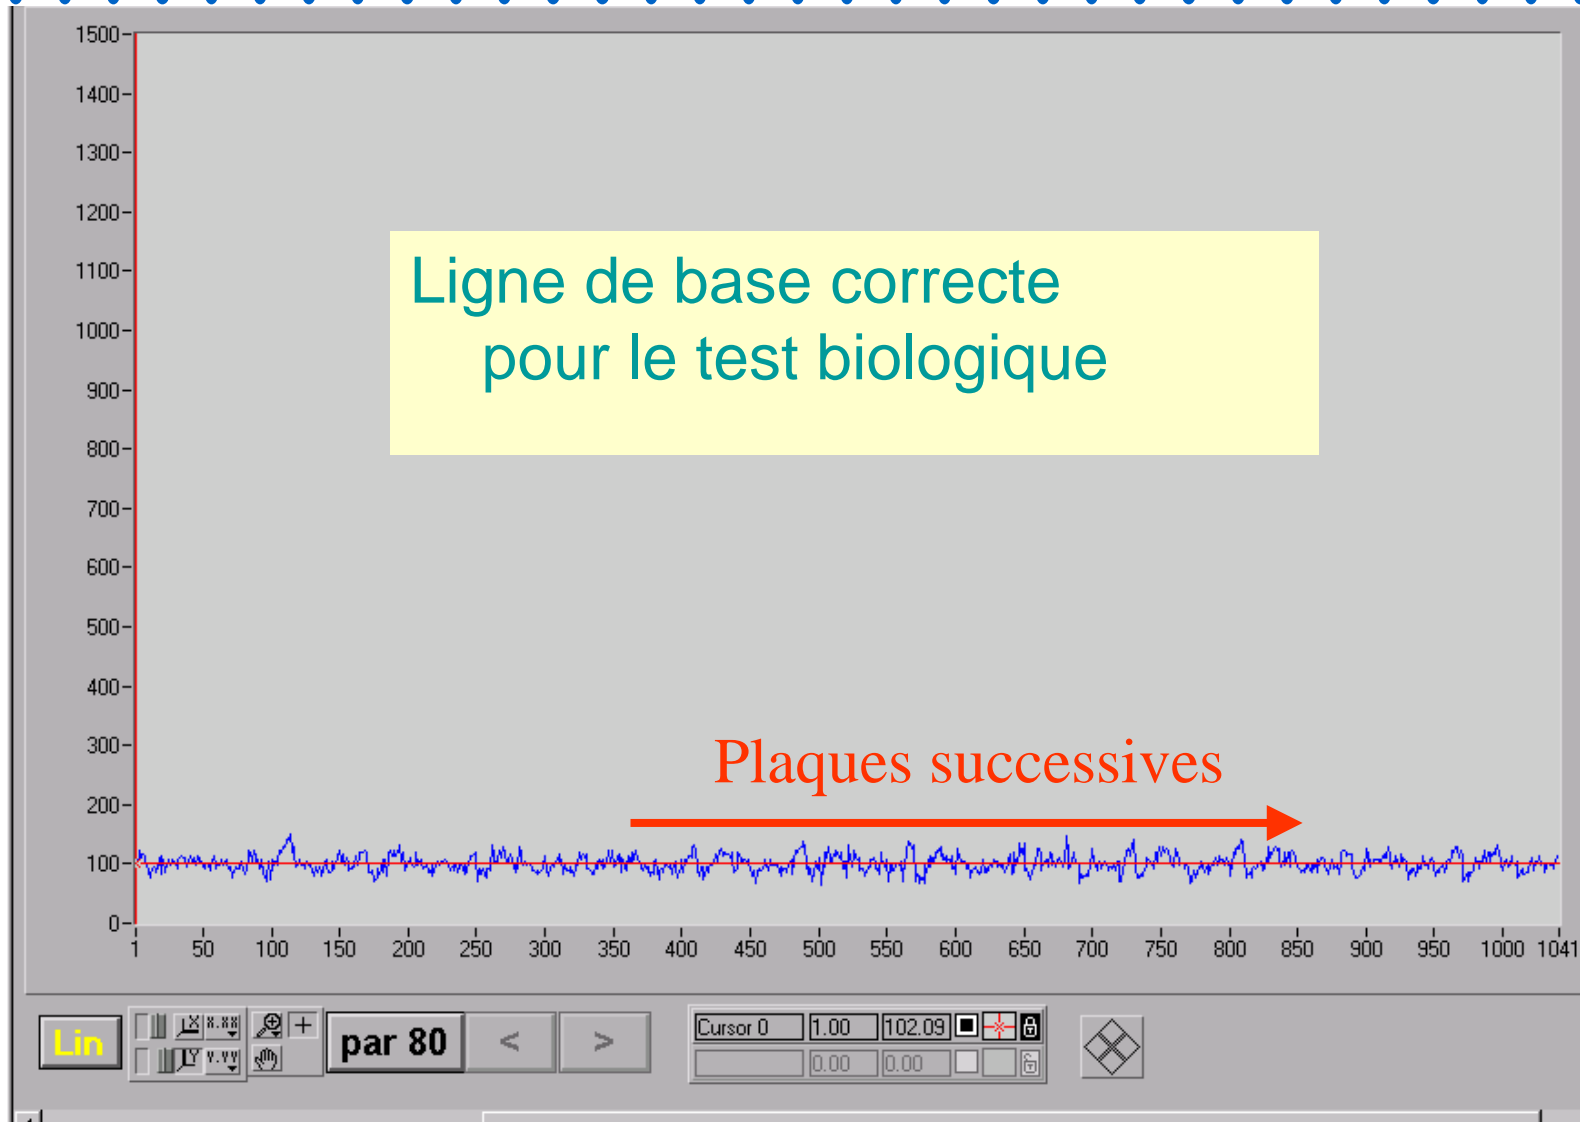 1500
1400
1300
1200
1100
1000
900
800
700
600
500
400
300
200
100
0
Ligne de base correcte
pour le test biologique
Plaques successives
1 50 100 150 200 250 300 350 400 450 500 550 600 650 700 750 800 850 900 950 1000 1041
Lin
X 8.88
Y Y.YY
par 80
< >
Cursor 0 1.00 102.09
0.00 0.00